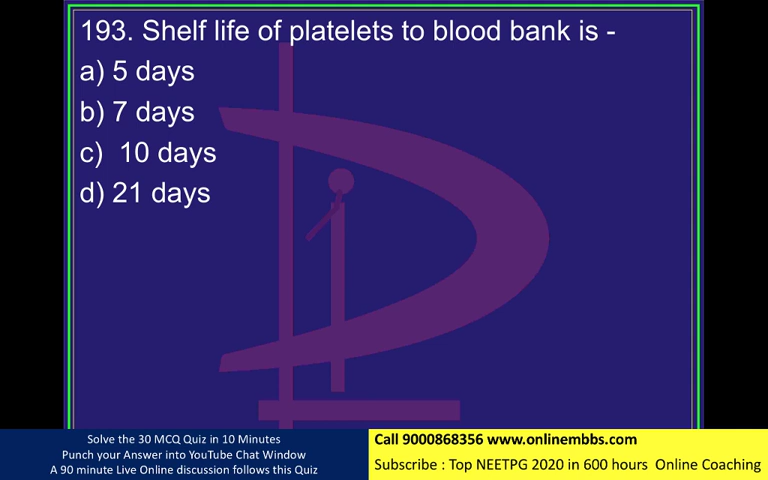 193. Shelf life of platelets to blood bank is -
a) 5 days
b) 7 days
c)  10 days
d) 21 days
Solve the 30 MCQ Quiz in 10 Minutes
Punch your Answer into YouTube Chat Window
A 90 minute Live Online discussion follows this Quiz
Call 9000868356 www.onlinembbs.com
Subscribe : Top NEETPG 2020 in 600 hours  Online Coaching